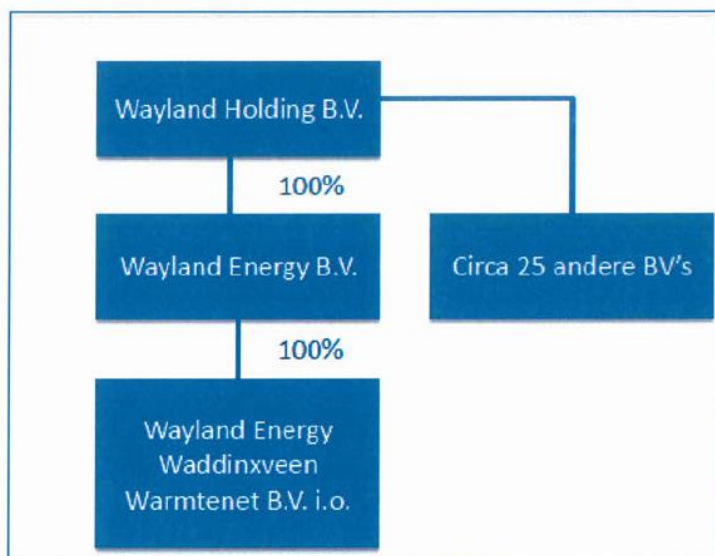 Wayland Holding B.V.
100%
Wayland Energy B.V.
Circa 25 andere BV's
100%
Wayland Energy
Waddinxveen
Warmtenet B.V. i.o.